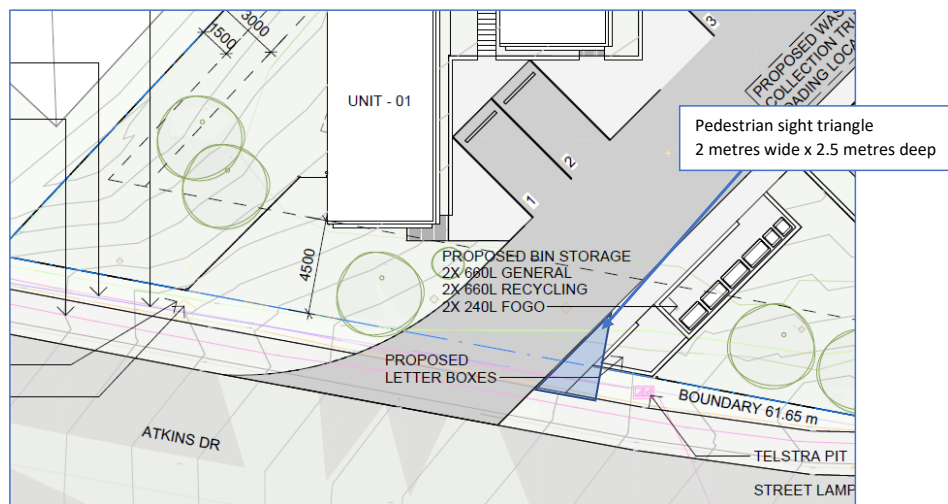 3000
1500
3
UNIT - 01
PROPOSED WAS
COLLECTION TRU
OADING LOCA
Pedestrian sight triangle
2 metres wide x 2.5 metres deep
2
1
4500
PROPOSED BIN STORAGE
2X 660L GENERAL
2X 660L RECYCLING
2X 240L FOGO
PROPOSED
LETTER BOXES
BOUNDARY 61.65 m
ATKINS DR
TELSTRA PIT
STREET LAMP